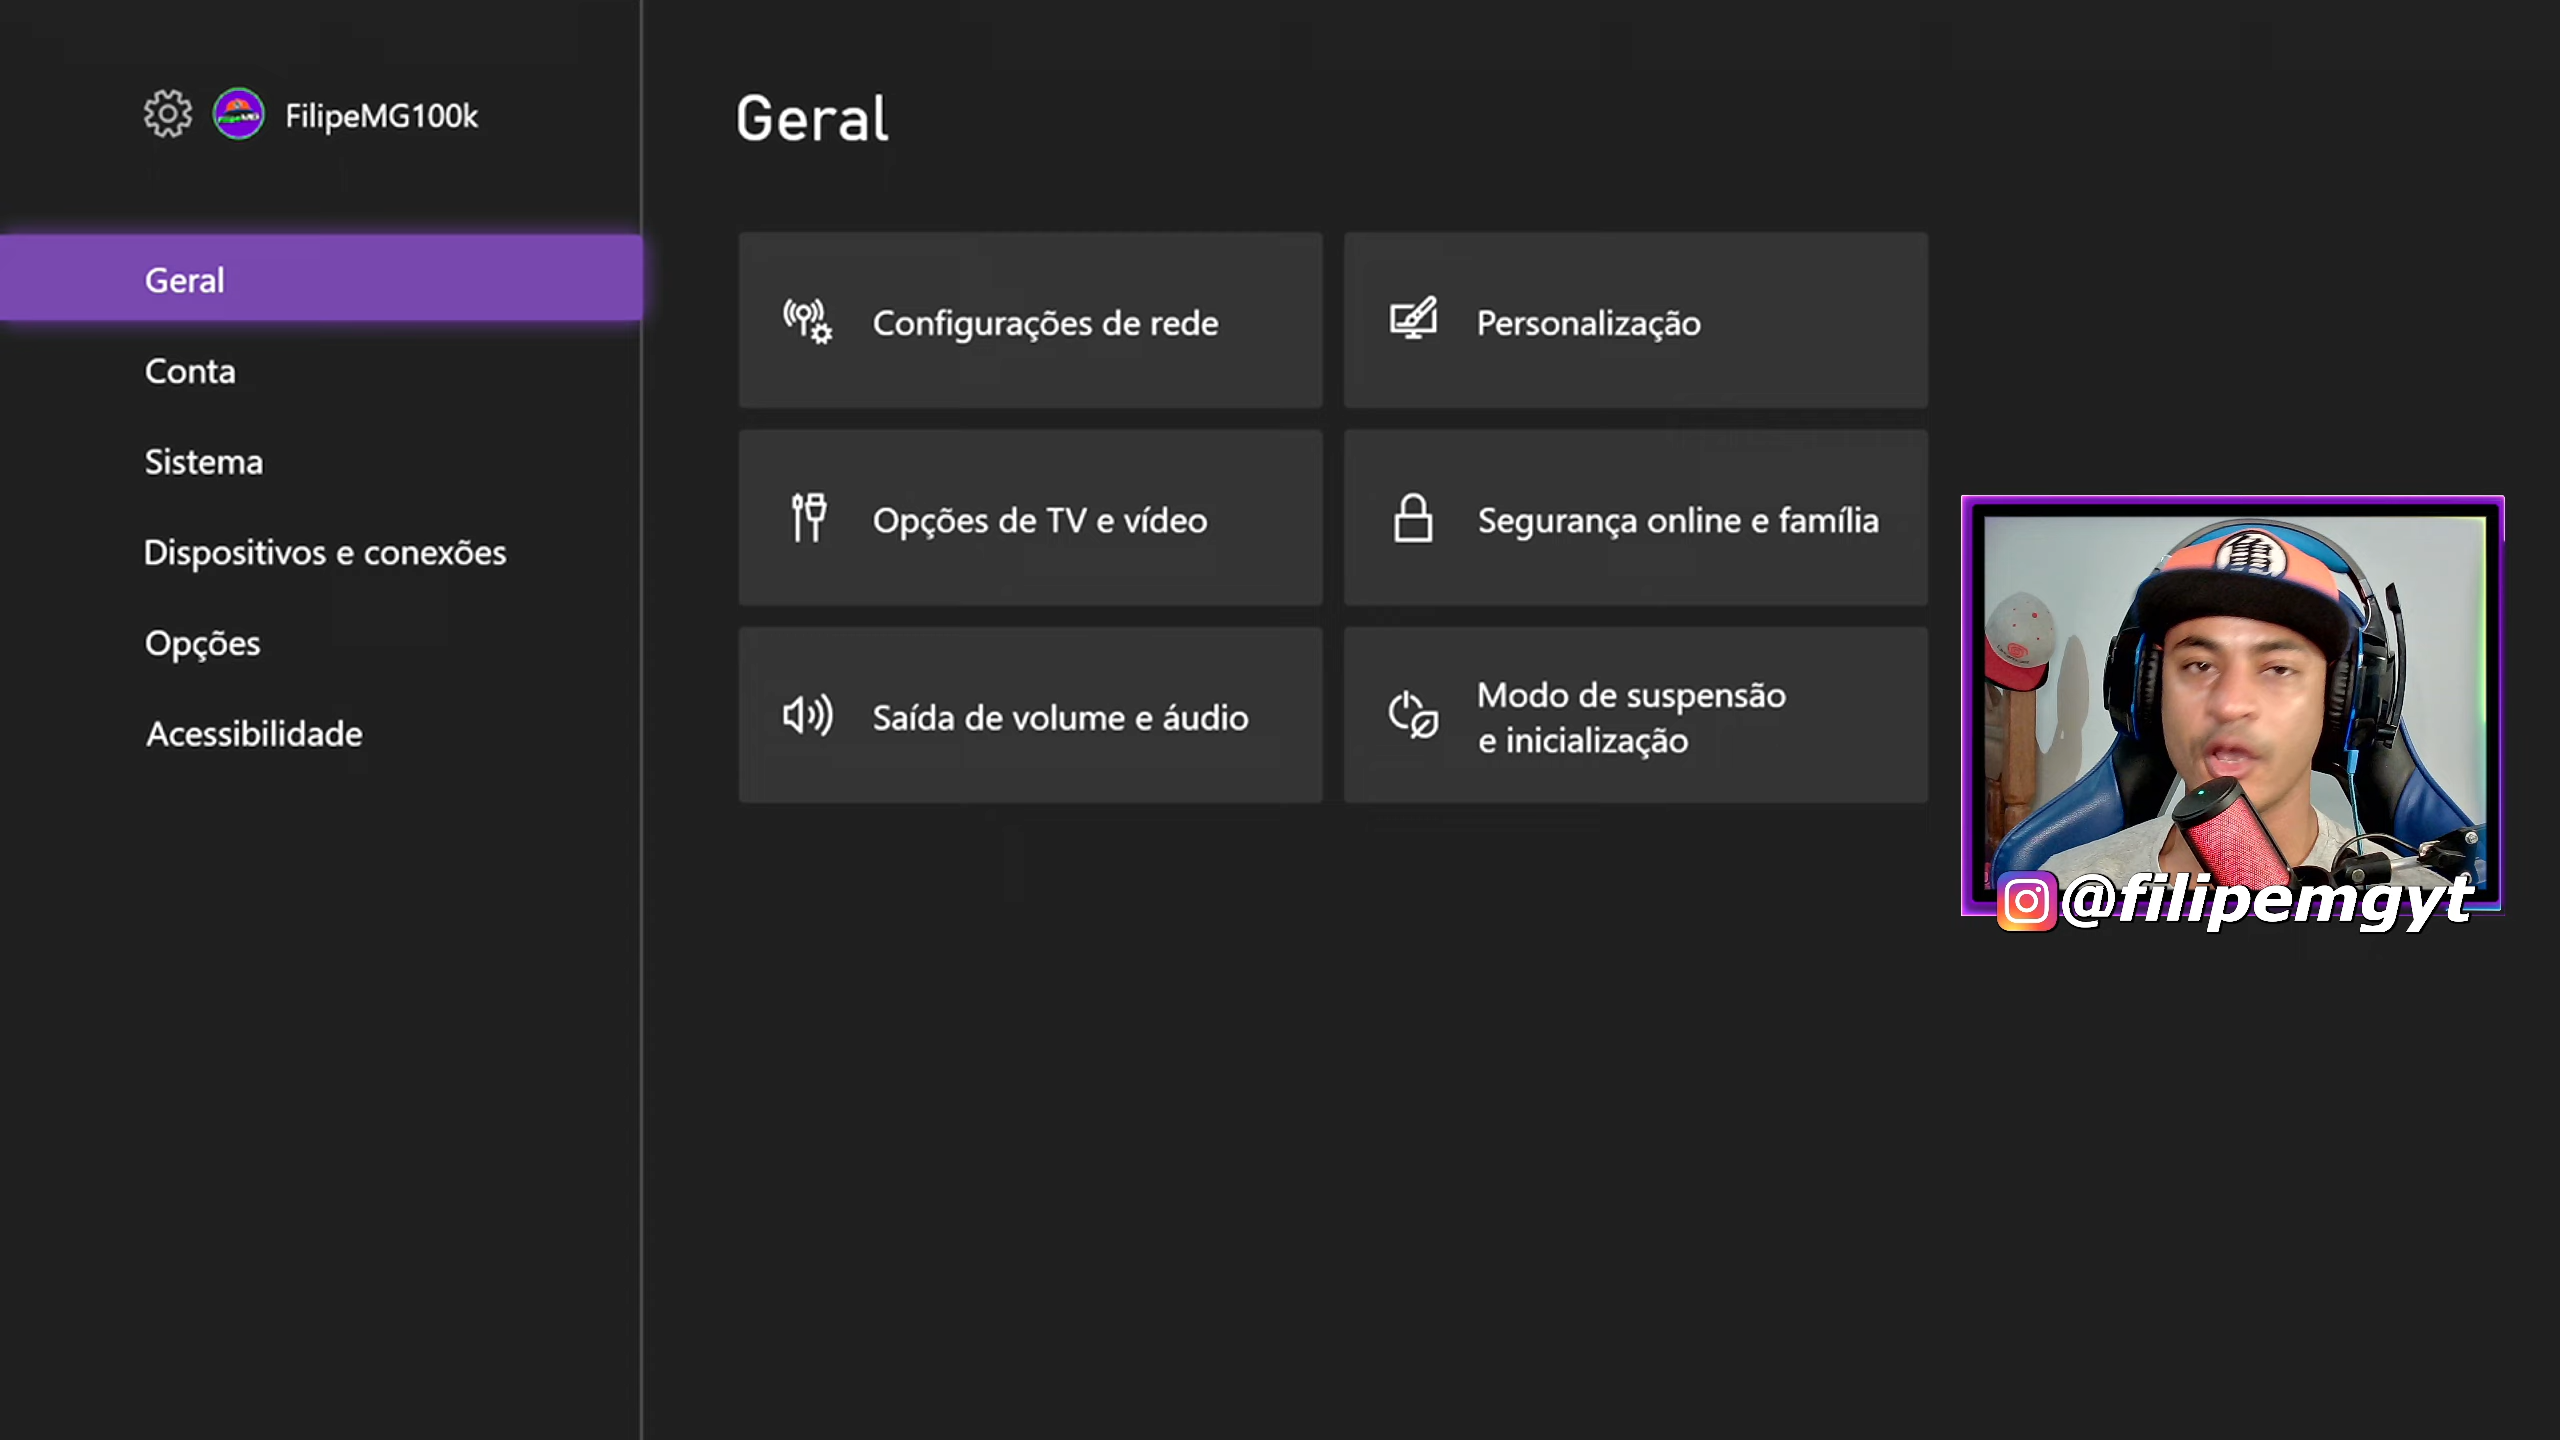 FilipeMG100k
Geral
Conta
Sistema
Dispositivos e conexões
Opções
Acessibilidade
Geral
Configurações de rede
Personalização
Opções de TV e vídeo
Segurança online e família
Saída de volume e áudio
Modo de suspensão
e inicialização
@filipemgyt